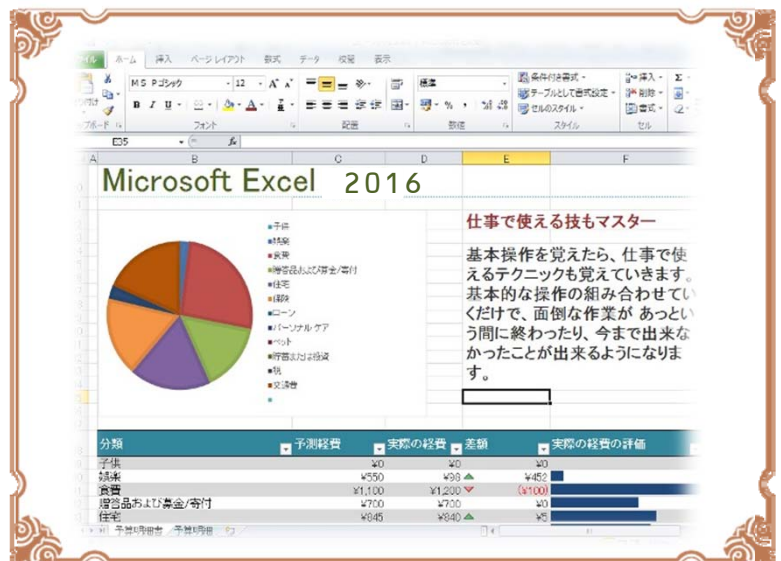 ホーム 挿入 ページ レイアウト 数式 データ 校閲 表示
MS Pゴシック 12 標準 条件付き書式 挿入
B I U % テーブルとして書式設定 削除
セルのスタイル 書式
フォント 配置 数値 スタイル セル
E35 fx
A B C D E F
Microsoft Excel 2016
子供
娯楽
食費
贈答品および募金/寄付
住宅
保険
ローン
パーソナル ケア
ペット
貯蓄または投資
税
交通費
仕事で使える技もマスター
基本操作を覚えたら、仕事で使
えるテクニックも覚えていきます。
基本的な操作の組み合わせてい
くだけで、面倒な作業が あっとい
う間に終わったり、今まで出来な
かったことが出来るようになりま
す。
分類 予測経費 実際の経費 差額 実際の経費の評価
子供 ¥0 ¥0 ¥0
娯楽 ¥550 ¥98 ¥452
食費 ¥1,100 ¥1,200 (¥100)
贈答品および募金/寄付 ¥700 ¥700 ¥0
住宅 ¥845 ¥840 ¥5
予算明細書 予算明細